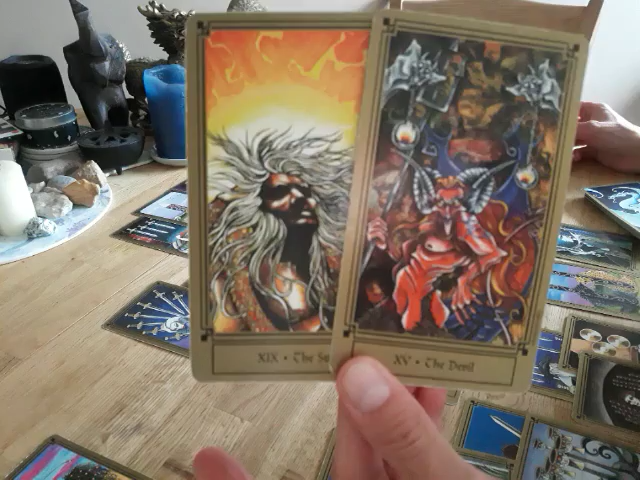 XIX • The S
XV • The Devil